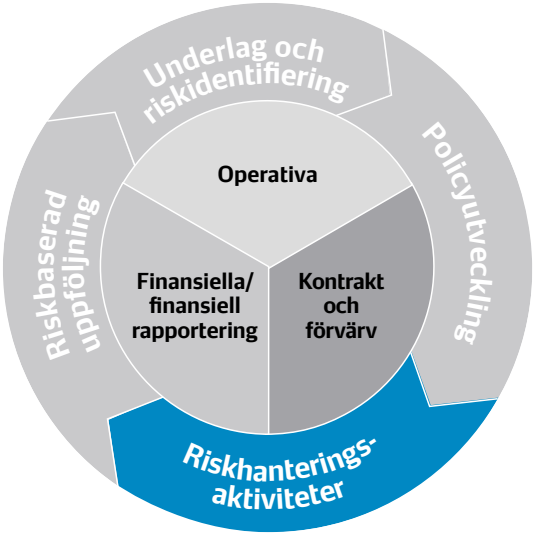 Underlag och
riskidentifiering
Policyutveckling
Riskhanterings-
aktiviteter
Riskbaserad
uppföljning
Operativa
Kontrakt
och
förvärv
Finansiella/
finansiell
rapportering